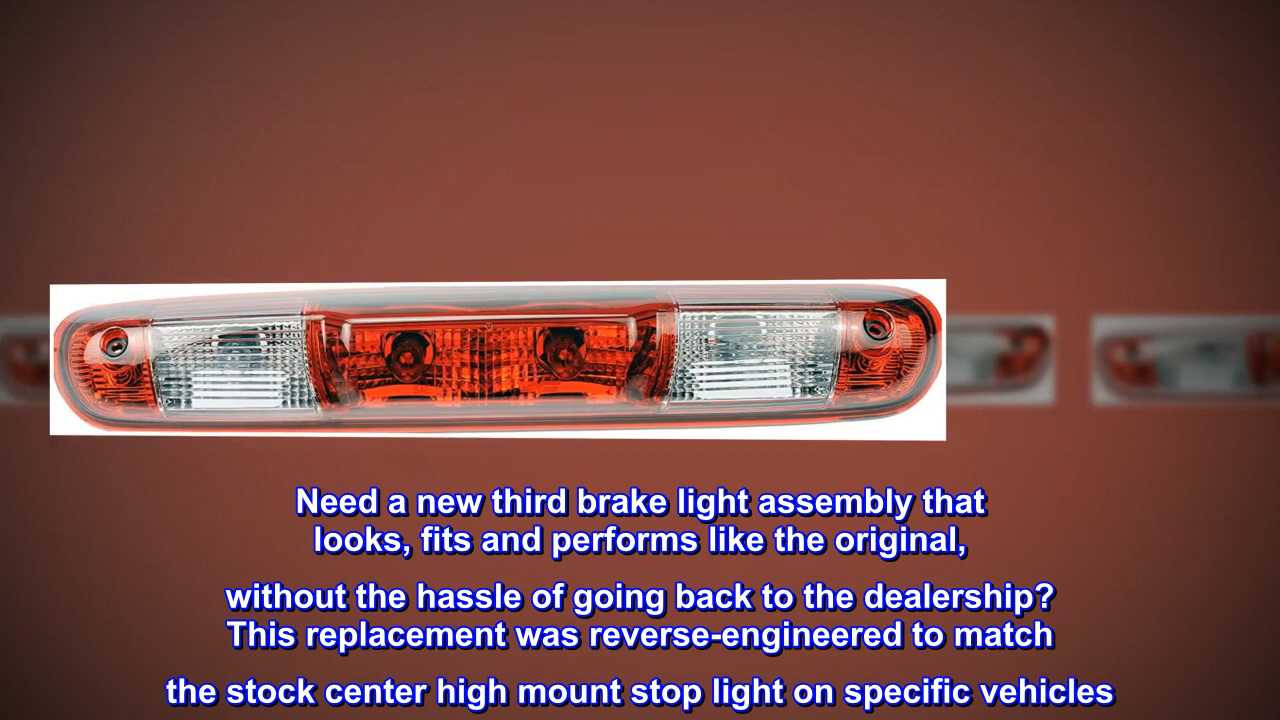 Need a new third brake light assembly that
looks, fits and performs like the original,
without the hassle of going back to the dealership?
This replacement was reverse-engineered to match
the stock center high mount stop light on specific vehicles